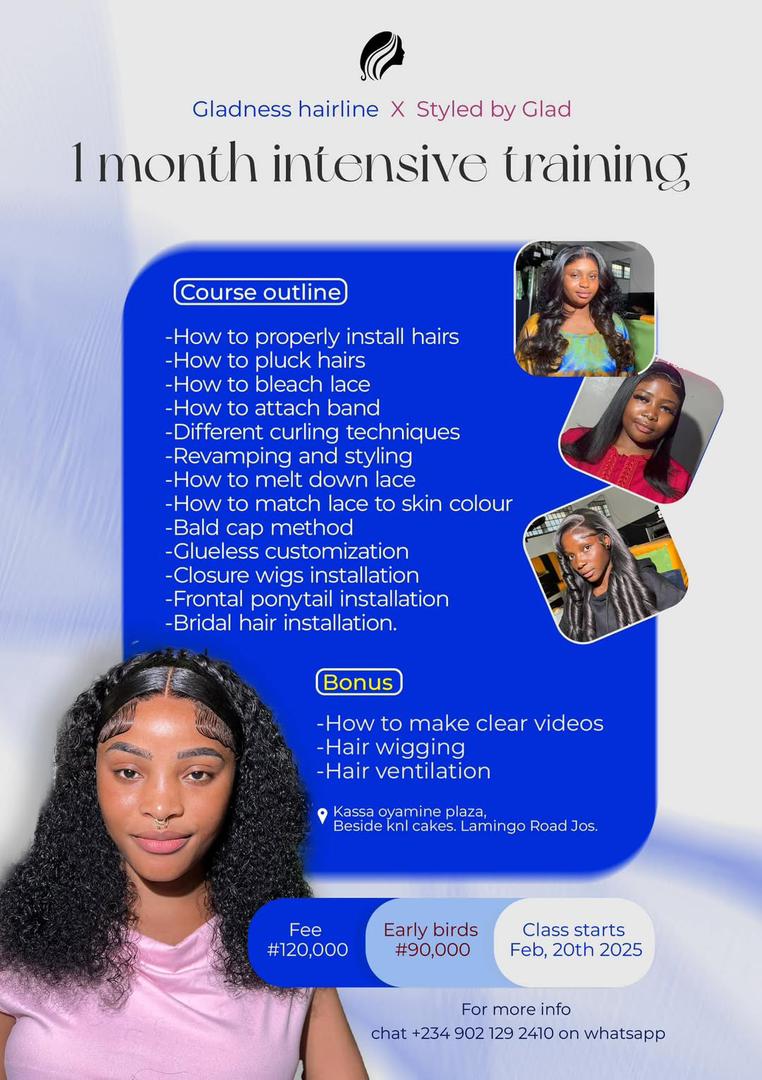 Gladness hairline X Styled by Glad
1 month intensive training
Course outline
-How to properly install hairs
-How to pluck hairs
-How to bleach lace
-How to attach band
-Different curling techniques
-Revamping and styling
-How to melt down lace
-How to match lace to skin colour
-Bald cap method
-Glueless customization
-Closure wigs installation
-Frontal ponytail installation
-Bridal hair installation.
Bonus
-How to make clear videos
-Hair wigging
-Hair ventilation
Kassa oyamine plaza,
Beside knl cakes. Lamingo Road Jos.
Fee
#120,000
Early birds
#90,000
Class starts
Feb, 20th 2025
For more info
chat +234 902 129 2410 on whatsapp